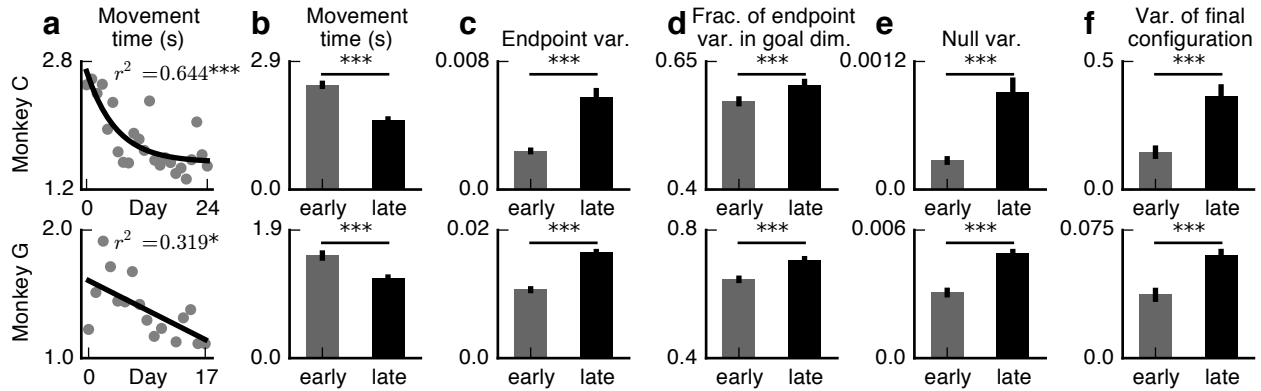 a Movement time (s)
b Movement time (s)
c Endpoint var.
d Frac. of endpoint var. in goal dim.
e Null var.
f Var. of final configuration
Monkey C
2.8
1.2
0 Day 24
r² =0.644***
2.9
0.0
***
early late
0.008
0.0
***
early late
0.65
0.4
***
early late
0.0012
0.0
***
early late
0.5
0.0
***
early late
Monkey G
2.0
1.0
0 Day 17
r² =0.319*
1.9
0.0
***
early late
0.02
0.0
***
early late
0.8
0.4
***
early late
0.006
0.0
***
early late
0.075
0.0
***
early late